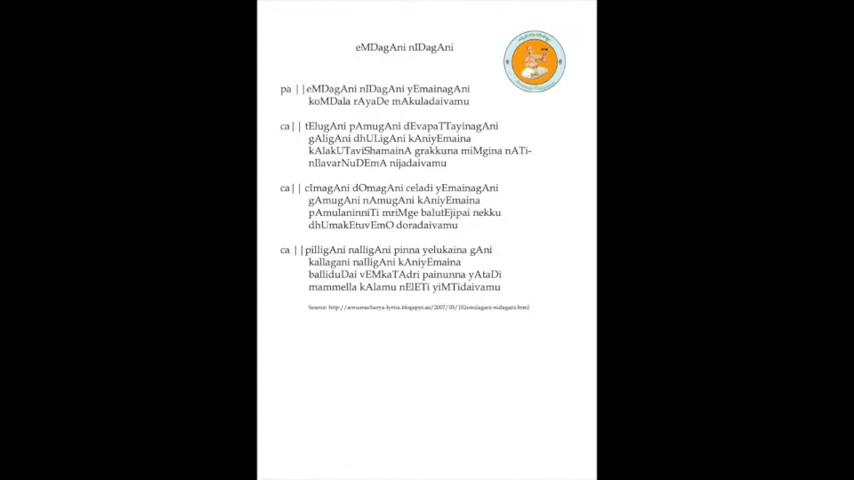 eMDagAni nIDagAni
pa ||eMDagAni nIDagAni yEmainagAni
koMDala rAyaDe mAkuladaivamu
ca|| tElugAni pAmugAni dEvapaTTayinagAni
gAligAni dhULigAni kAniyEmaina
kAlakUTaviShamainA grakkuna miMgina nATi-
nIlavarNuDEmA nijadaivamu
ca|| cImagAni dOmagAni celadi yEmainagAni
gAmugAni nAmugAni kAniyEmaina
pAmulaninniTi mriMge balutEjipai nekku
dhUmakEtuvEmO doradaivamu
ca ||pilligAni nalligAni pinna yelukaina gAni
kallagani nalligAni kAniyEmaina
balliduDai vEMkaTAdri painunna yAtaDi
mammella kAlamu nElETi yiMTidaivamu